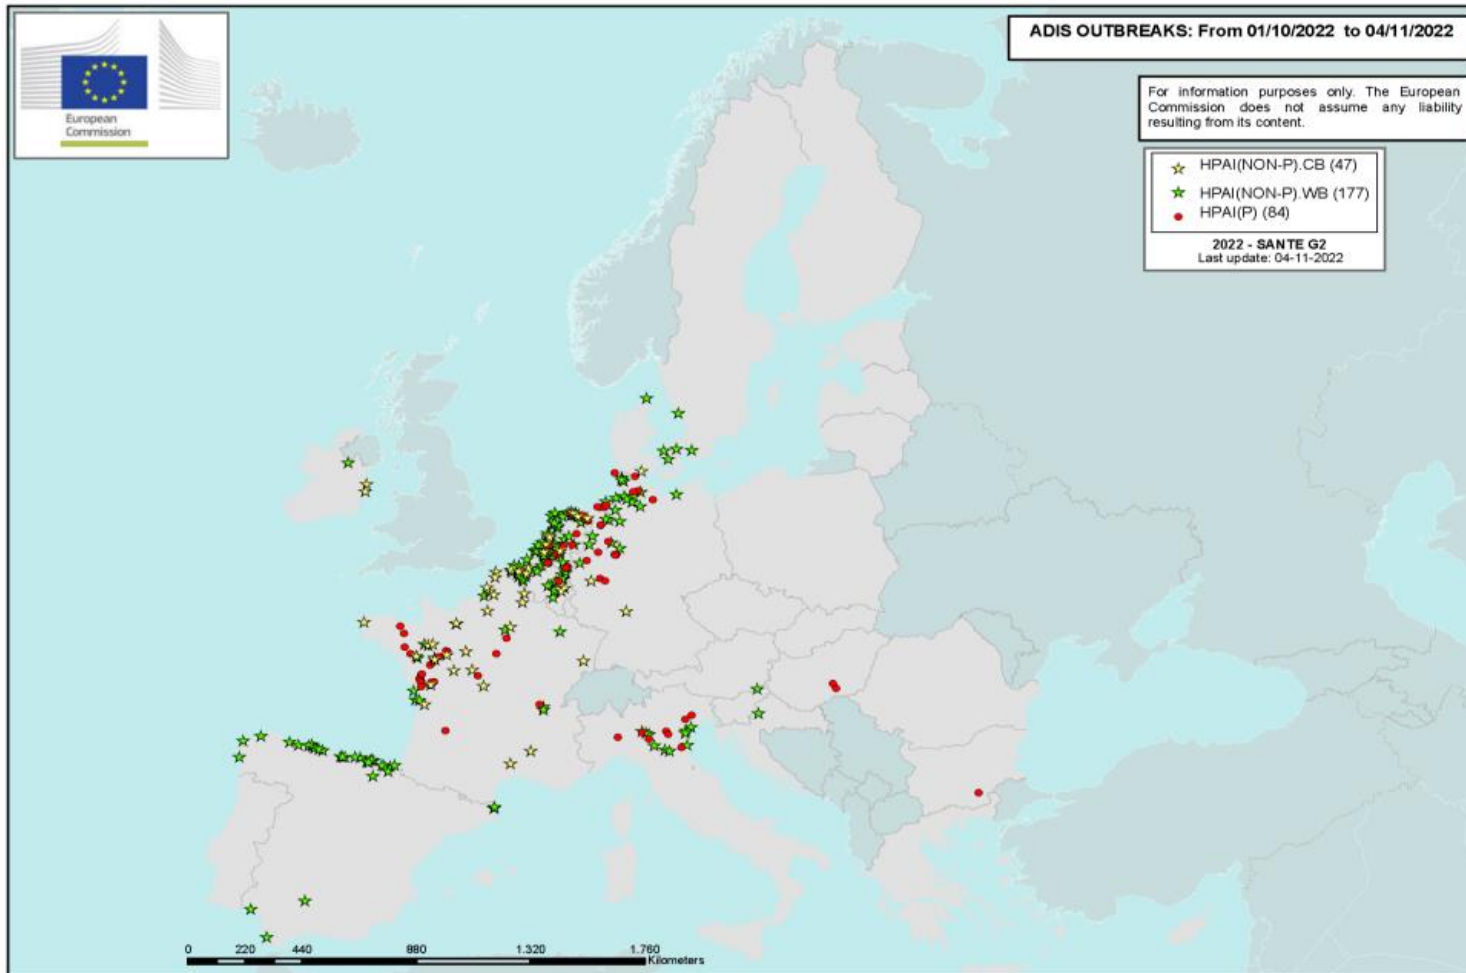 European
Commission
ADIS OUTBREAKS: From 01/10/2022 to 04/11/2022
For information purposes only. The European
Commission does not assume any liability
resulting from its content.
HPAI(NON-P).CB (47)
HPAI(NON-P).WB (177)
HPAI(P) (84)
2022 - SANTE G2
Last update: 04-11-2022
0 220 440 880 1.320 1.760
Kilometers